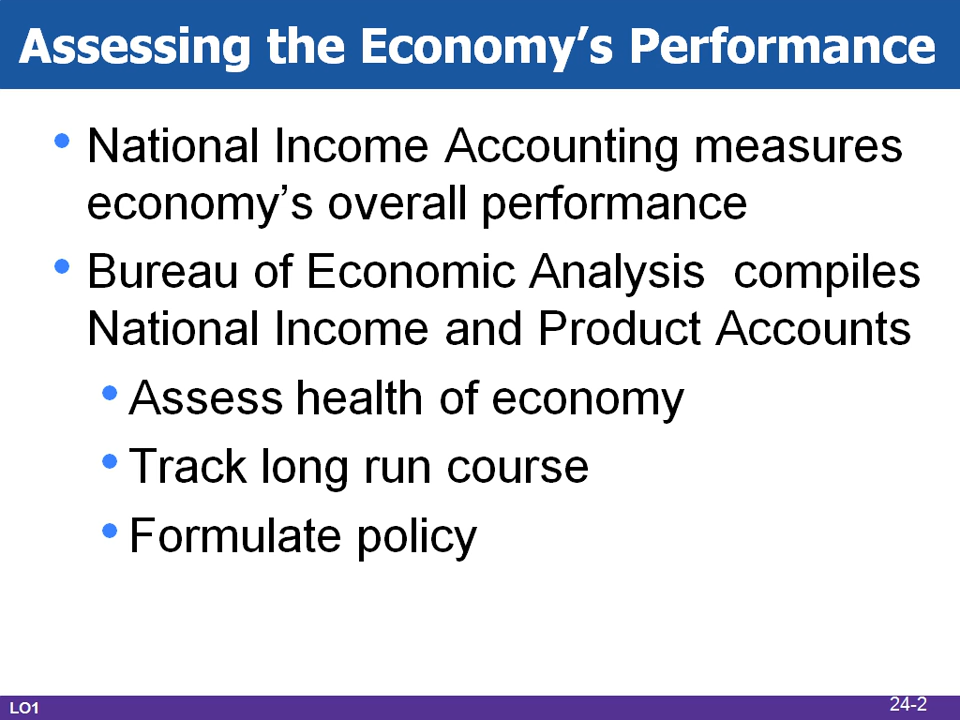 Assessing the Economy’s Performance
• National Income Accounting measures
economy’s overall performance
• Bureau of Economic Analysis  compiles
National Income and Product Accounts
• Assess health of economy
• Track long run course
• Formulate policy
LO1
24-2